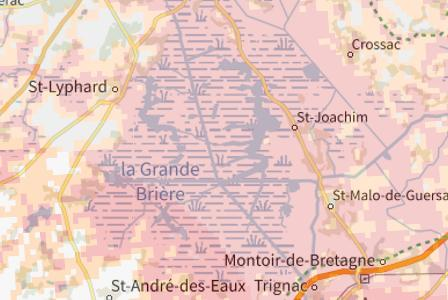 Crossac
St-Lyphard
St-Joachim
la Grande
Brière
St-Malo-de-Guersa
Montoir-de-Bretagne
St-André-des-Eaux
Trignac